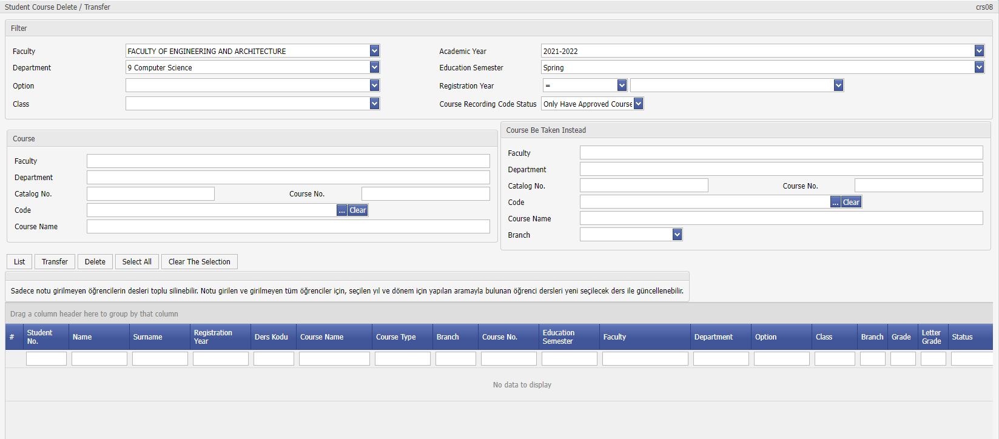 Student Course Delete / Transfer crs08
Filter
Faculty FACULTY OF ENGINEERING AND ARCHITECTURE Academic Year 2021-2022
Department 9 Computer Science Education Semester Spring
Option Registration Year =
Class Course Recording Code Status Only Have Approved Course
Course
Faculty
Department
Catalog No. Course No.
Code ... Clear
Course Name
Course Be Taken Instead
Faculty
Department
Catalog No. Course No.
Code ... Clear
Course Name
Branch
List Transfer Delete Select All Clear The Selection
Sadece notu girilmeyen öğrencilerin desleri toplu silinebilir. Notu girilen ve girilmeyen tüm öğrenciler için, seçilen yıl ve dönem için yapılan aramayla bulunan öğrenci dersleri yeni seçilecek ders ile güncellenebilir.
Drag a column header here to group by that column
# Student No. Name Surname Registration Year Ders Kodu Course Name Course Type Branch Course No. Education Semester Faculty Department Option Class Branch Grade Letter Grade Status
No data to display